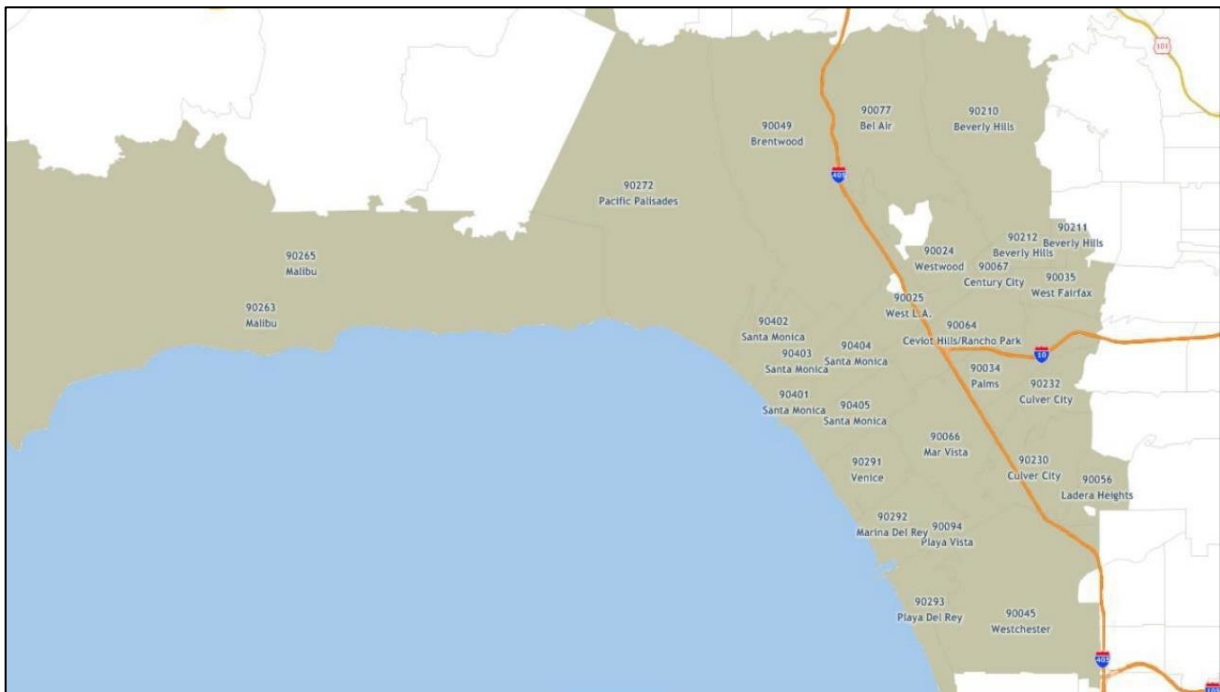 101
90077
Bel Air
90210
Beverly Hills
90049
Brentwood
405
90272
Pacific Palisades
90211
Beverly Hills
90212
Beverly Hills
90024
Westwood
90067
Century City
90035
West Fairfax
90265
Malibu
90263
Malibu
90025
West L.A.
90402
Santa Monica
90064
Ceviot Hills/Rancho Park
90404
Santa Monica
90403
Santa Monica
10
90034
Palms
90232
Culver City
90401
Santa Monica
90405
Santa Monica
90066
Mar Vista
90291
Venice
90230
Culver City
90056
Ladera Heights
90292
Marina Del Rey
90094
Playa Vista
90293
Playa Del Rey
90045
Westchester
405